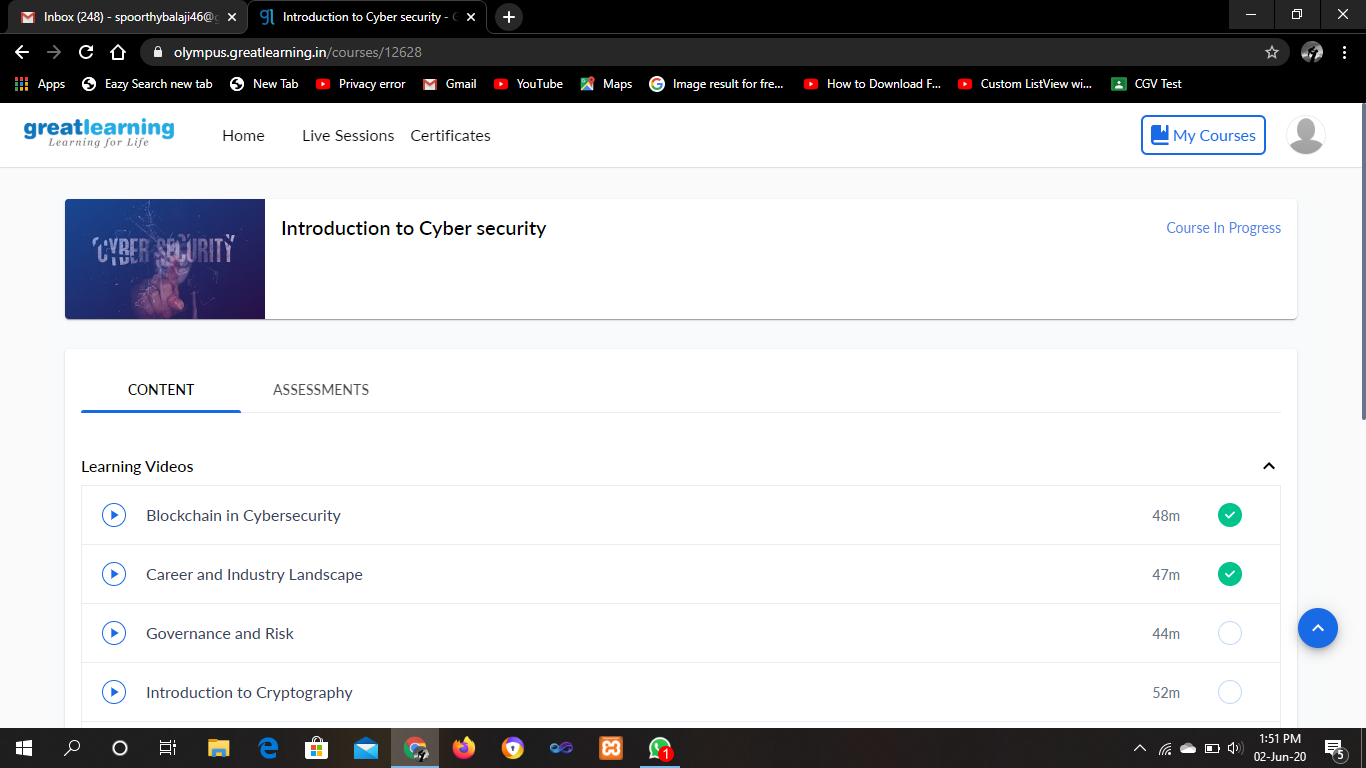 Inbox (248) - spoorthybalaji46@g
Introduction to Cyber security - G
olympus.greatlearning.in/courses/12628
Apps Eazy Search new tab New Tab Privacy error Gmail YouTube Maps Image result for fre... How to Download F... Custom ListView wi... CGV Test
greatlearning
Learning for Life
Home Live Sessions Certificates My Courses
CYBER SECURITY
Introduction to Cyber security
Course In Progress
CONTENT ASSESSMENTS
Learning Videos
Blockchain in Cybersecurity 48m
Career and Industry Landscape 47m
Governance and Risk 44m
Introduction to Cryptography 52m
1
1:51 PM
02-Jun-20
5